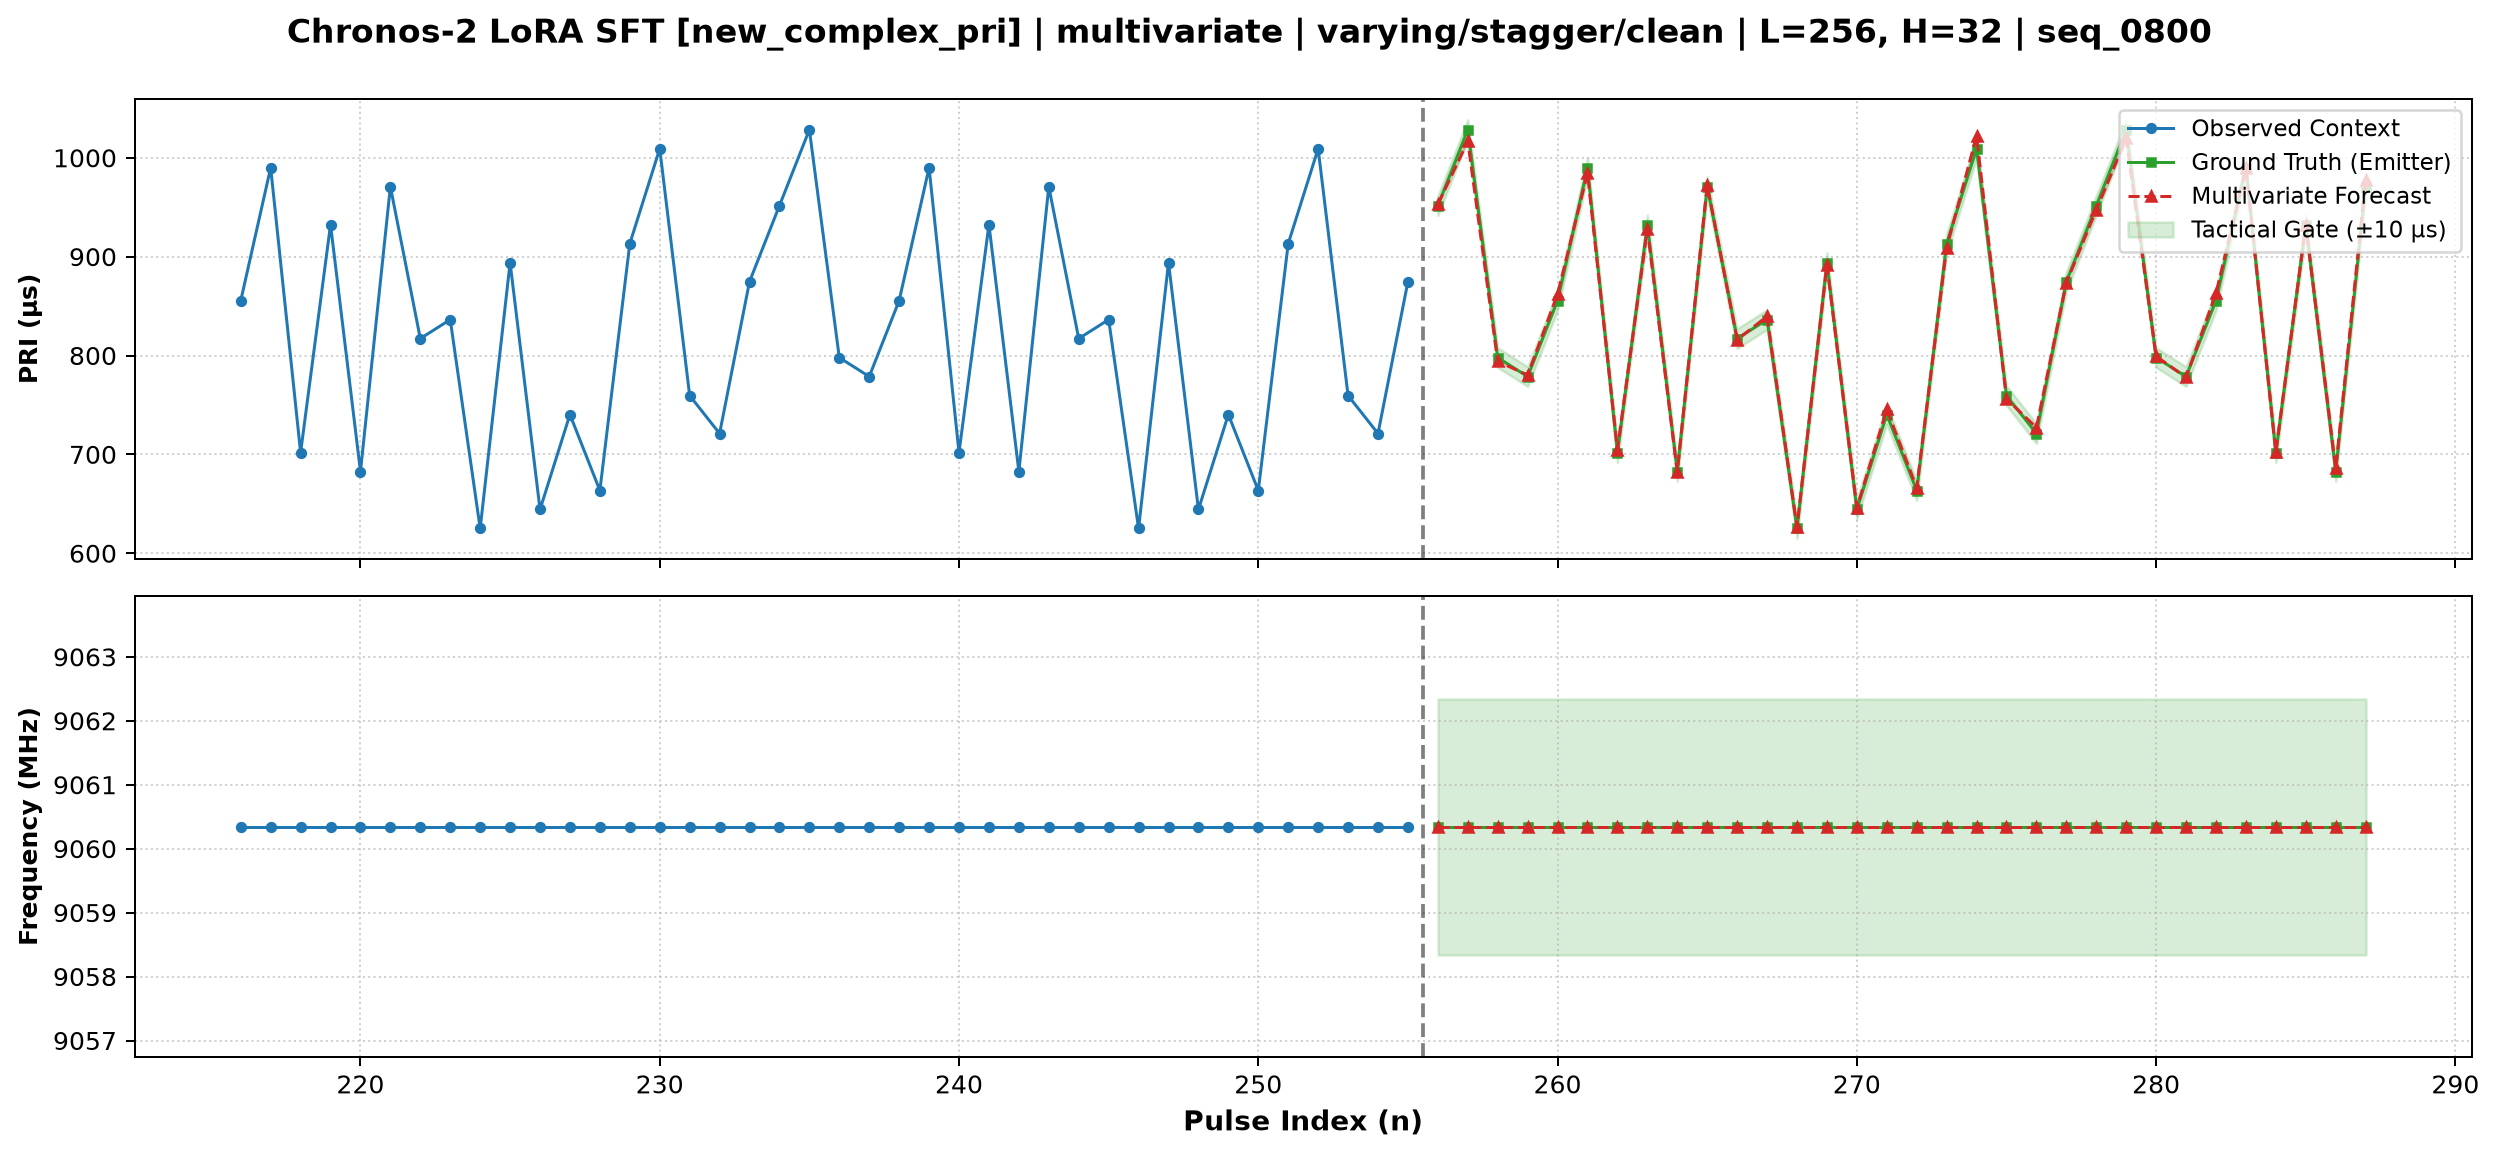 Chronos-2 LoRA SFT [new_complex_pri] | multivariate | varying/stagger/clean | L=256, H=32 | seq_0800
PRI (µs)
1000
900
800
700
600
Observed Context
Ground Truth (Emitter)
Multivariate Forecast
Tactical Gate (±10 µs)
Frequency (MHz)
9063
9062
9061
9060
9059
9058
9057
220 230 240 250 260 270 280 290
Pulse Index (n)